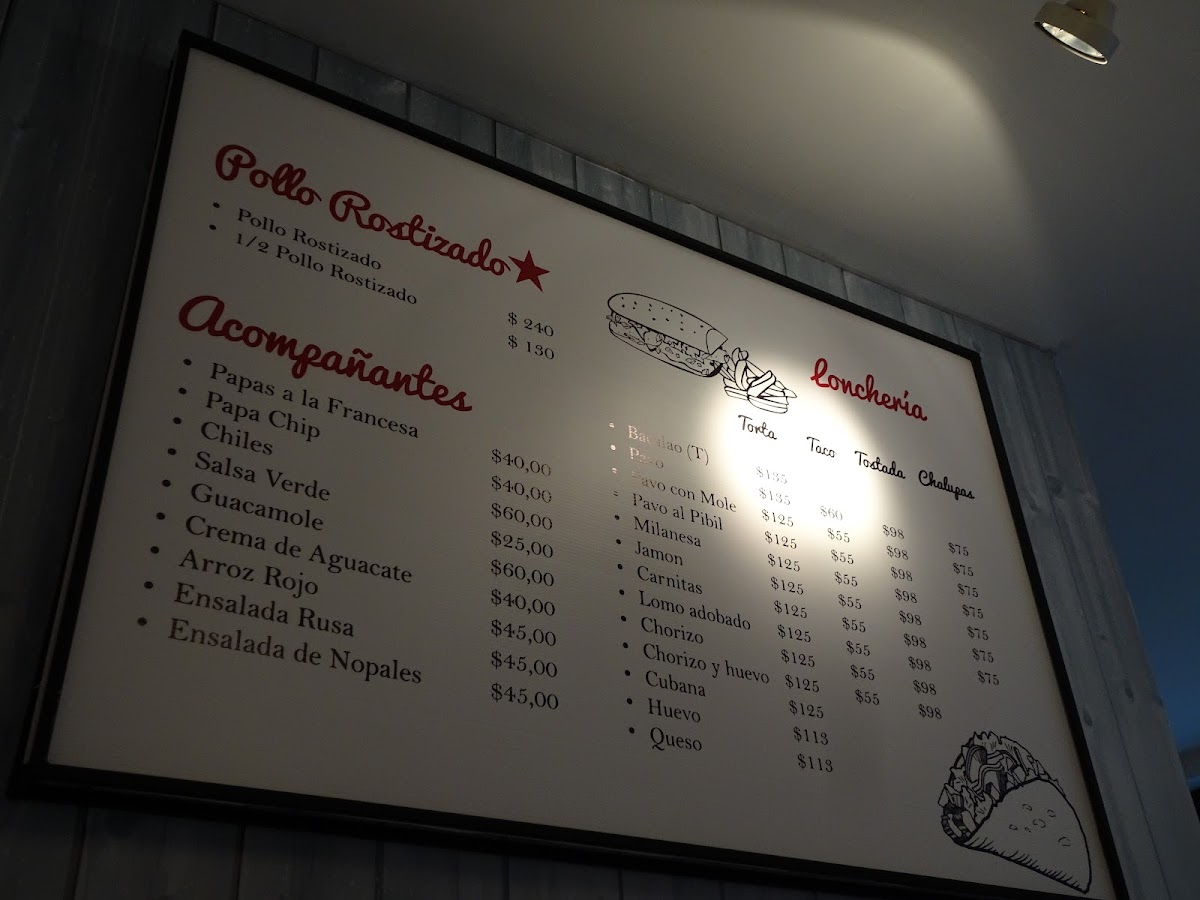 Pollo Rostizado
• Pollo Rostizado $ 240
• 1/2 Pollo Rostizado $ 130
Acompañantes
• Papas a la Francesa $40,00
• Papa Chip $40,00
• Chiles $60,00
• Salsa Verde $25,00
• Guacamole $60,00
• Crema de Aguacate $40,00
• Arroz Rojo $45,00
• Ensalada Rusa $45,00
• Ensalada de Nopales $45,00
Lonchería
Torta Taco Tostada Chalupas
• Bacalao (T) $135
• Pavo $135 $60 $98 $75
• Pavo con Mole $125 $55 $98 $75
• Pavo al Pibil $125 $55 $98 $75
• Milanesa $125 $55 $98 $75
• Jamon $125 $55 $98 $75
• Carnitas $125 $55 $98 $75
• Lomo adobado $125 $55 $98 $75
• Chorizo $125 $55 $98
• Chorizo y huevo $125 $55 $98
• Cubana $125
• Huevo $113
• Queso $113